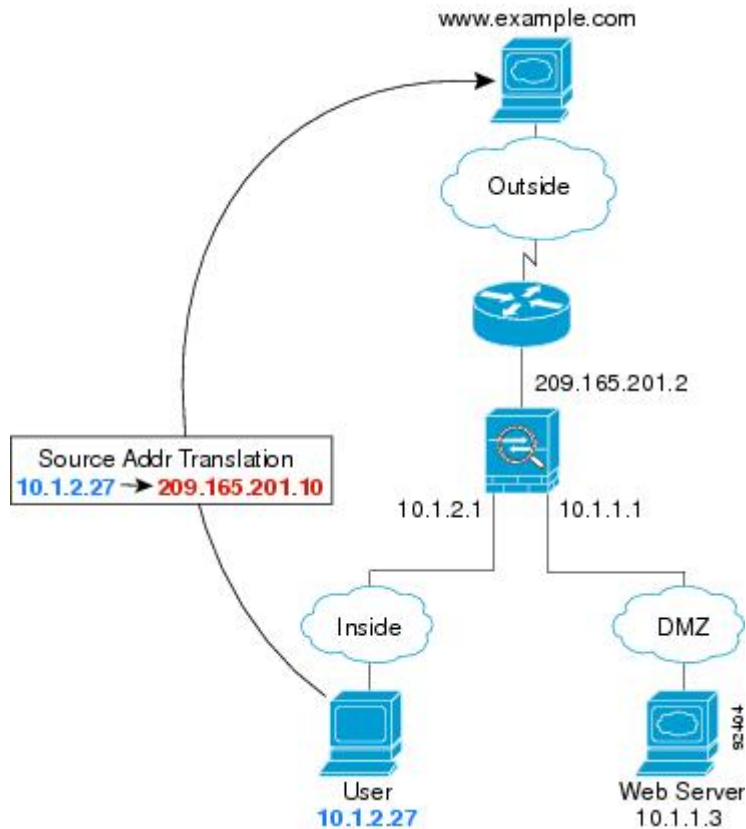 www.example.com
Outside
209.165.201.2
Source Addr Translation
10.1.2.27 209.165.201.10
10.1.2.1
10.1.1.1
Inside
DMZ
User
10.1.2.27
Web Server
10.1.1.3
92404